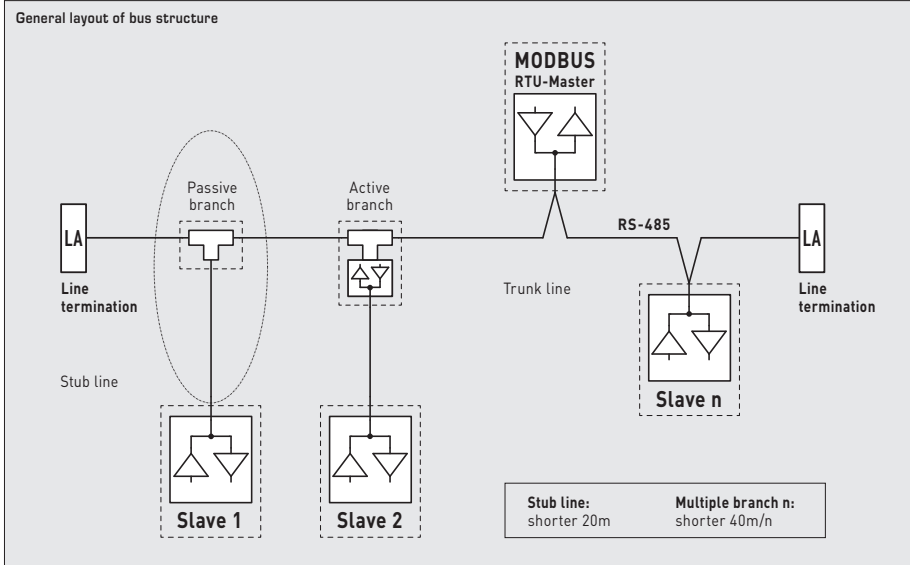 General layout of bus structure
MODBUS
RTU-Master
Passive
branch
Active
branch
LA
RS-485
LA
Line
termination
Trunk line
Line
termination
Stub line
Slave n
Slave 1
Slave 2
Stub line:
shorter 20m
Multiple branch n:
shorter 40m/n